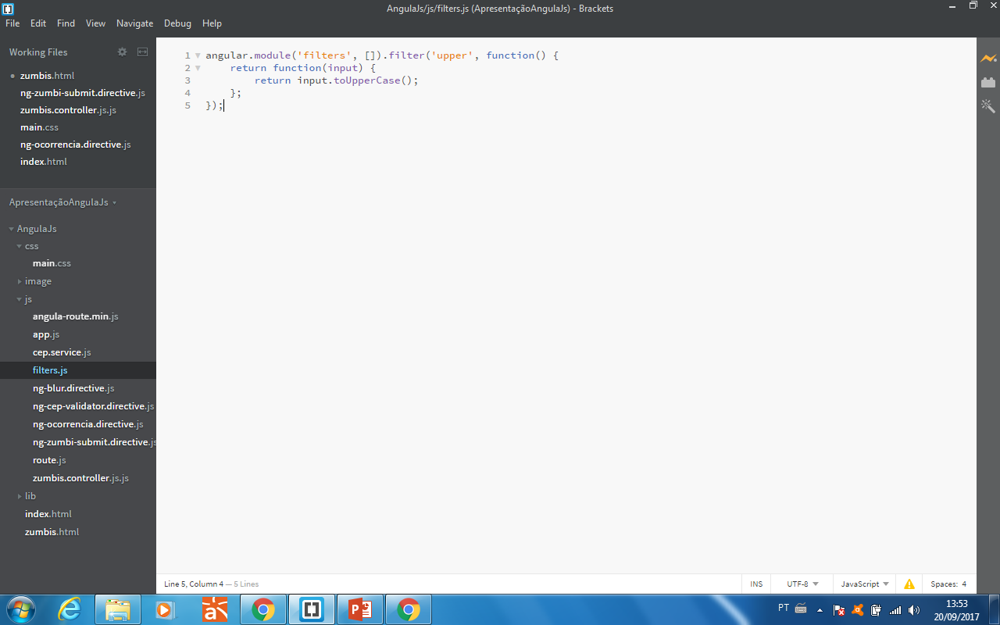 AngulaJs/js/filters.js (ApresentaçãoAngulaJs) - Brackets
File Edit Find View Navigate Debug Help
Working Files
zumbis.html
ng-zumbi-submit.directive.js
zumbis.controller.js.js
main.css
ng-ocorrencia.directive.js
index.html
ApresentaçãoAngulaJs
AngulaJs
css
main.css
image
js
angula-route.min.js
app.js
cep.service.js
filters.js
ng-blur.directive.js
ng-cep-validator.directive.js
ng-ocorrencia.directive.js
ng-zumbi-submit.directive.js
route.js
zumbis.controller.js.js
lib
index.html
zumbis.html
1 angular.module('filters', []).filter('upper', function() {
2 return function(input) {
3 return input.toUpperCase();
4 };
5 });
Line 5, Column 4 — 5 Lines INS UTF-8 JavaScript Spaces: 4
PT 13:53
20/09/2017